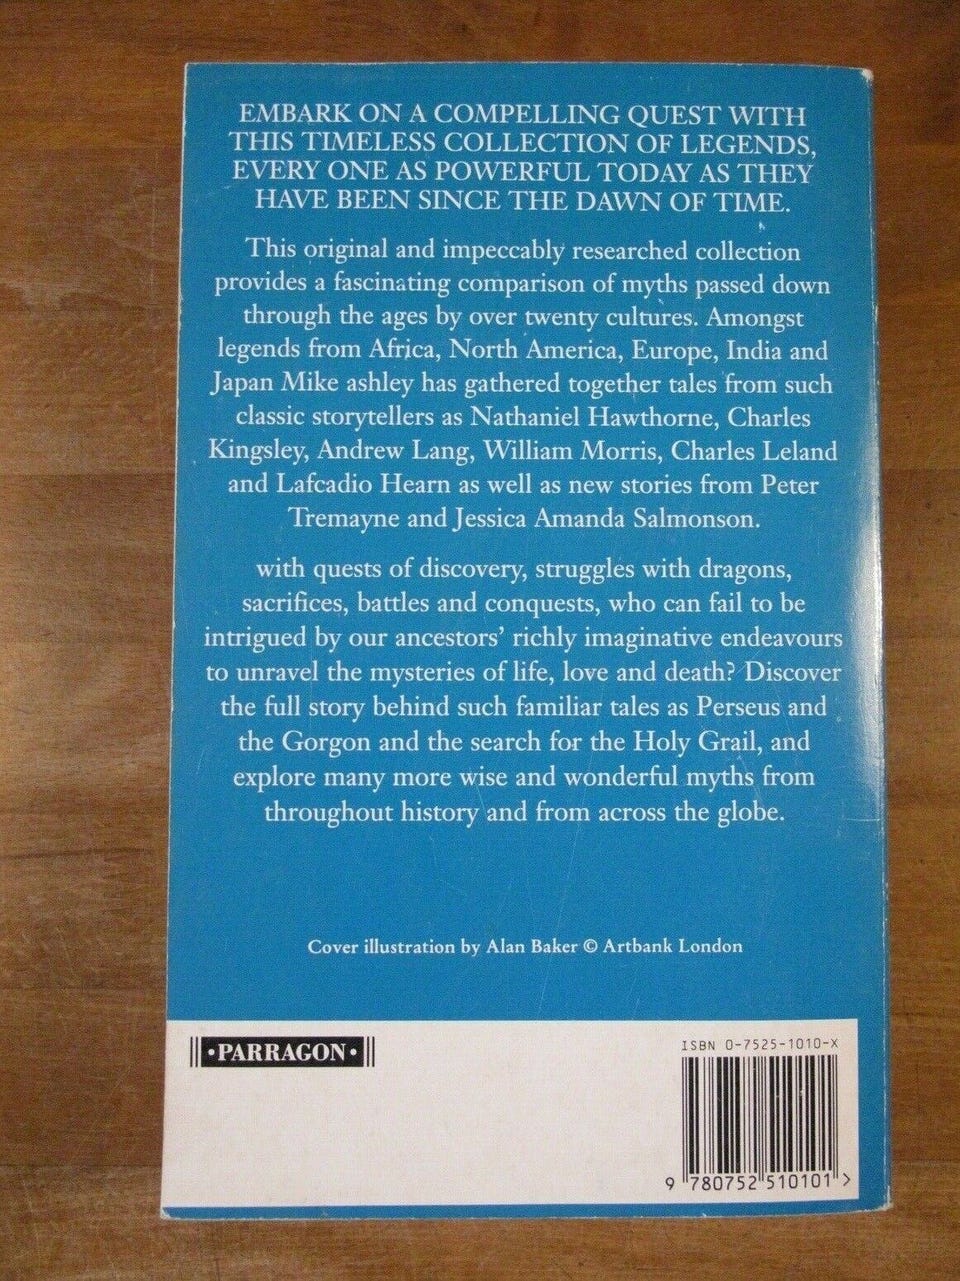 EMBARK ON A COMPELLING QUEST WITH
THIS TIMELESS COLLECTION OF LEGENDS,
EVERY ONE AS POWERFUL TODAY AS THEY
HAVE BEEN SINCE THE DAWN OF TIME.
This original and impeccably researched collection
provides a fascinating comparison of myths passed down
through the ages by over twenty cultures. Amongst
legends from Africa, North America, Europe, India and
Japan Mike ashley has gathered together tales from such
classic storytellers as Nathaniel Hawthorne, Charles
Kingsley, Andrew Lang, William Morris, Charles Leland
and Lafcadio Hearn as well as new stories from Peter
Tremayne and Jessica Amanda Salmonson.
with quests of discovery, struggles with dragons,
sacrifices, battles and conquests, who can fail to be
intrigued by our ancestors’ richly imaginative endeavours
to unravel the mysteries of life, love and death? Discover
the full story behind such familiar tales as Perseus and
the Gorgon and the search for the Holy Grail, and
explore many more wise and wonderful myths from
throughout history and from across the globe.
Cover illustration by Alan Baker © Artbank London
·PARRAGON·
ISBN 0-7525-1010-X
9 780752 510101 >